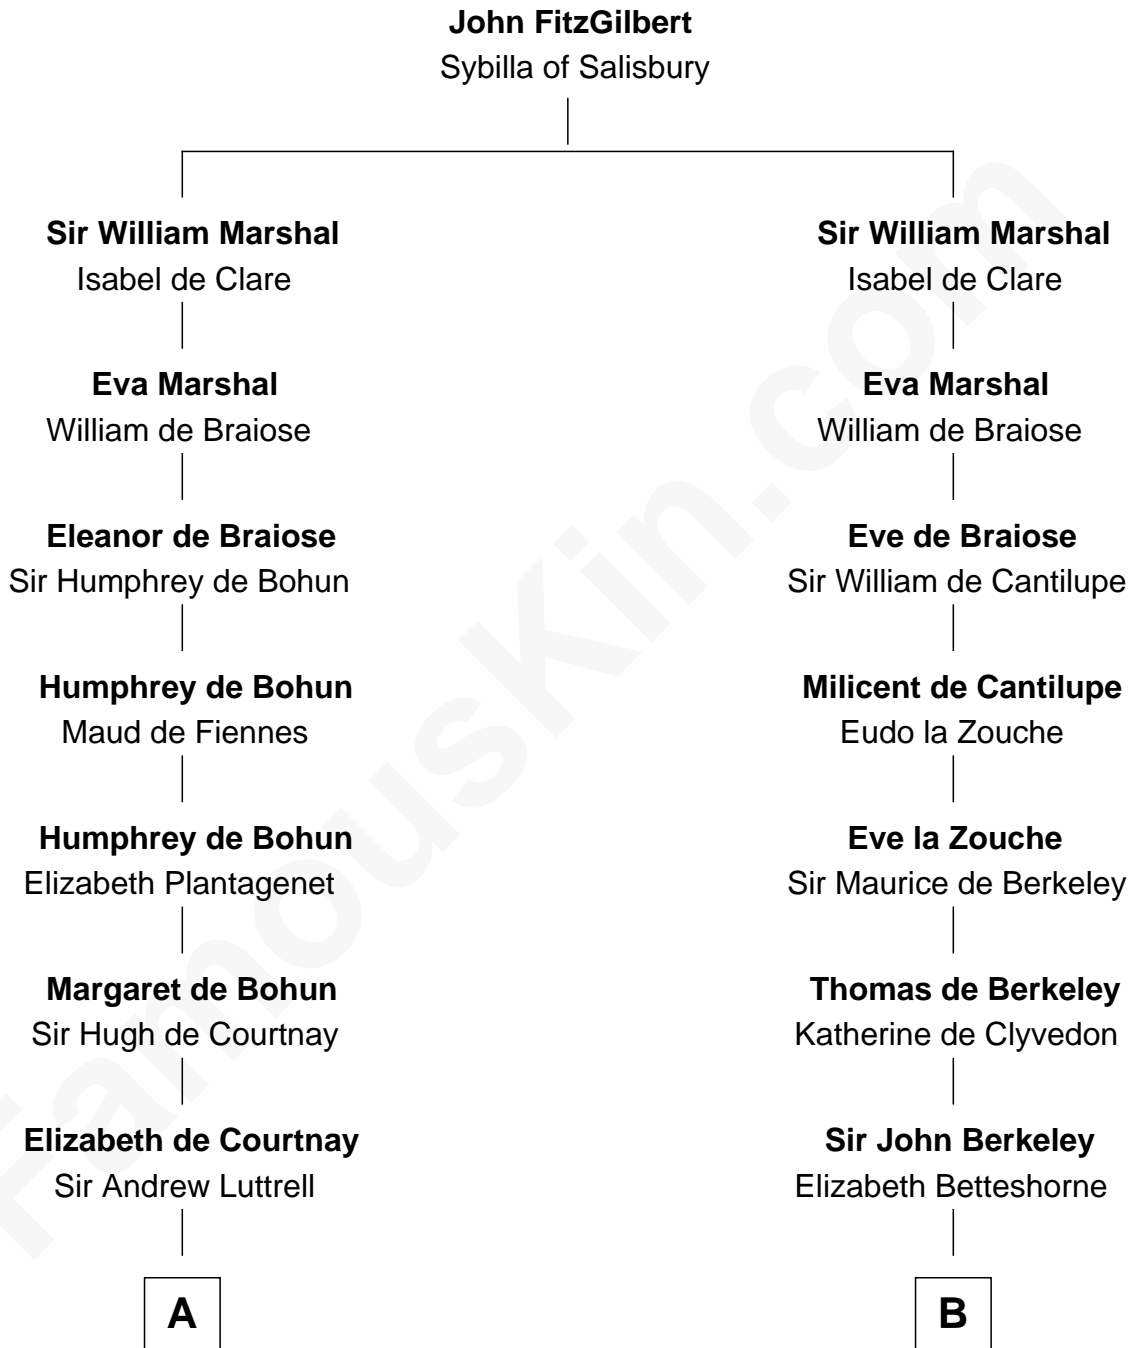 John FitzGilbert
Sybilla of Salisbury
Sir William Marshal
Isabel de Clare
Sir William Marshal
Isabel de Clare
Eva Marshal
William de Braiose
Eva Marshal
William de Braiose
Eleanor de Braiose
Sir Humphrey de Bohun
Eve de Braiose
Sir William de Cantilupe
Humphrey de Bohun
Maud de Fiennes
Milicent de Cantilupe
Eudo la Zouche
Humphrey de Bohun
Elizabeth Plantagenet
Eve la Zouche
Sir Maurice de Berkeley
Margaret de Bohun
Sir Hugh de Courtnay
Thomas de Berkeley
Katherine de Clyvedon
Elizabeth de Courtnay
Sir Andrew Luttrell
Sir John Berkeley
Elizabeth Betteshorne
A
B
FamousKin.com